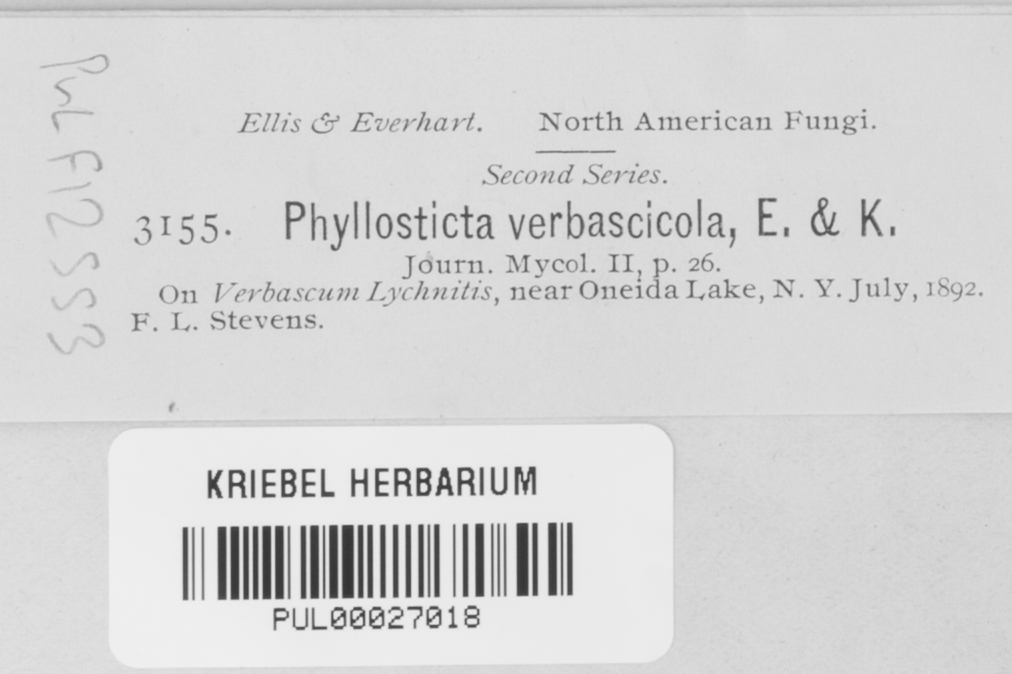 PUL F12553
Ellis & Everhart. North American Fungi.
Second Series.
3155. Phyllosticta verbascicola, E. & K.
Journ. Mycol. II, p. 26.
On Verbascum Lychnitis, near Oneida Lake, N. Y. July, 1892.
F. L. Stevens.
KRIEBEL HERBARIUM
PUL00027018